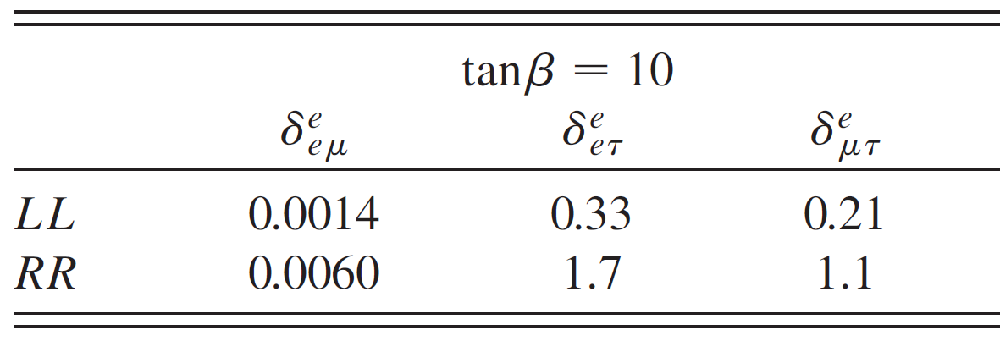 tanβ = 10
δ^e_{eμ} δ^e_{eτ} δ^e_{μτ}
LL 0.0014 0.33 0.21
RR 0.0060 1.7 1.1